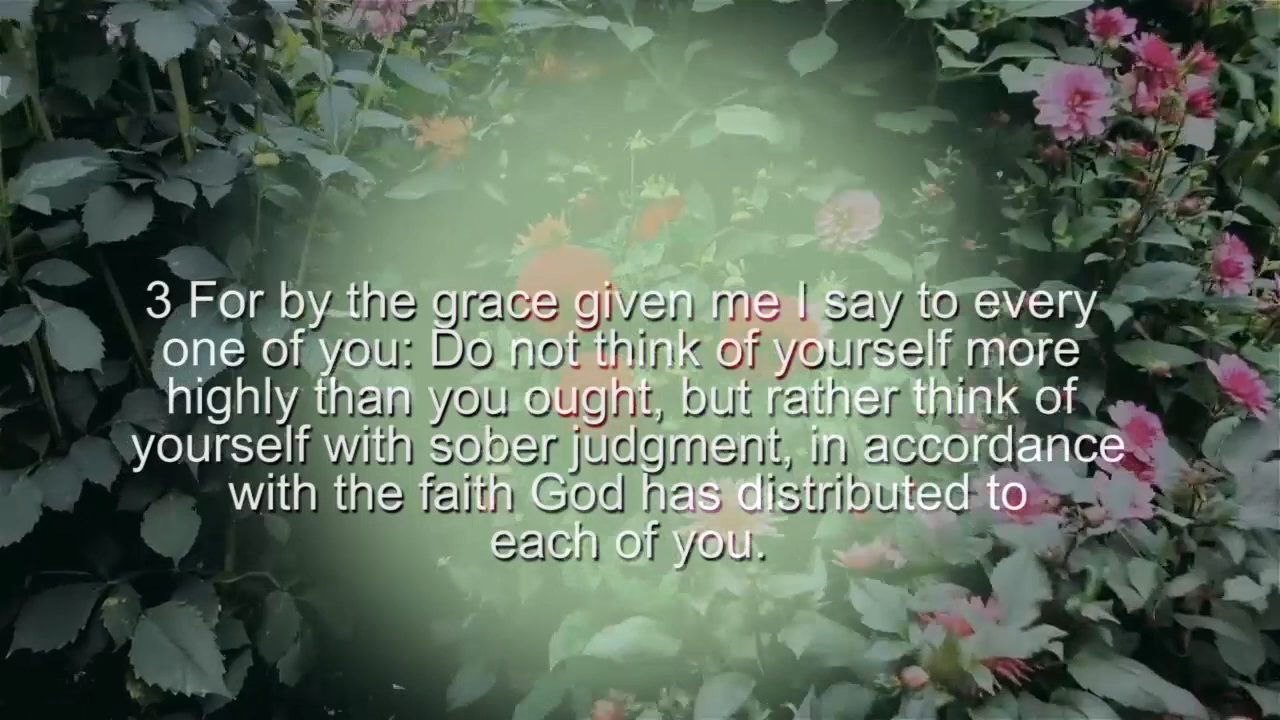 3 For by the grace given me I say to every
one of you: Do not think of yourself more
highly than you ought, but rather think of
yourself with sober judgment, in accordance
with the faith God has distributed to
each of you.